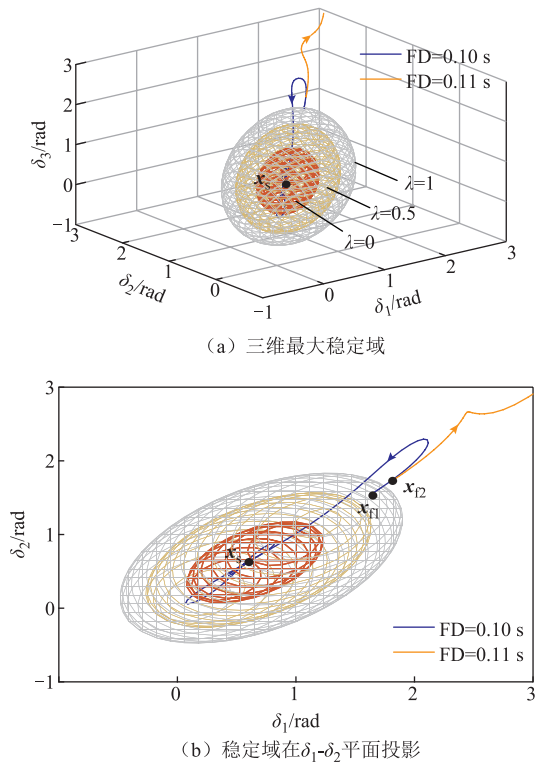 FD=0.10 s
FD=0.11 s
3
2
1
0
−1
δ3/rad
xs
λ=1
λ=0.5
λ=0
3
2
1
0
−1
δ2/rad
0
1
2
3
δ1/rad
(a) 三维最大稳定域
3
2
1
0
−1
δ2/rad
xf2
xf1
xs
FD=0.10 s
FD=0.11 s
0
1
2
3
δ1/rad
(b) 稳定域在δ1-δ2平面投影